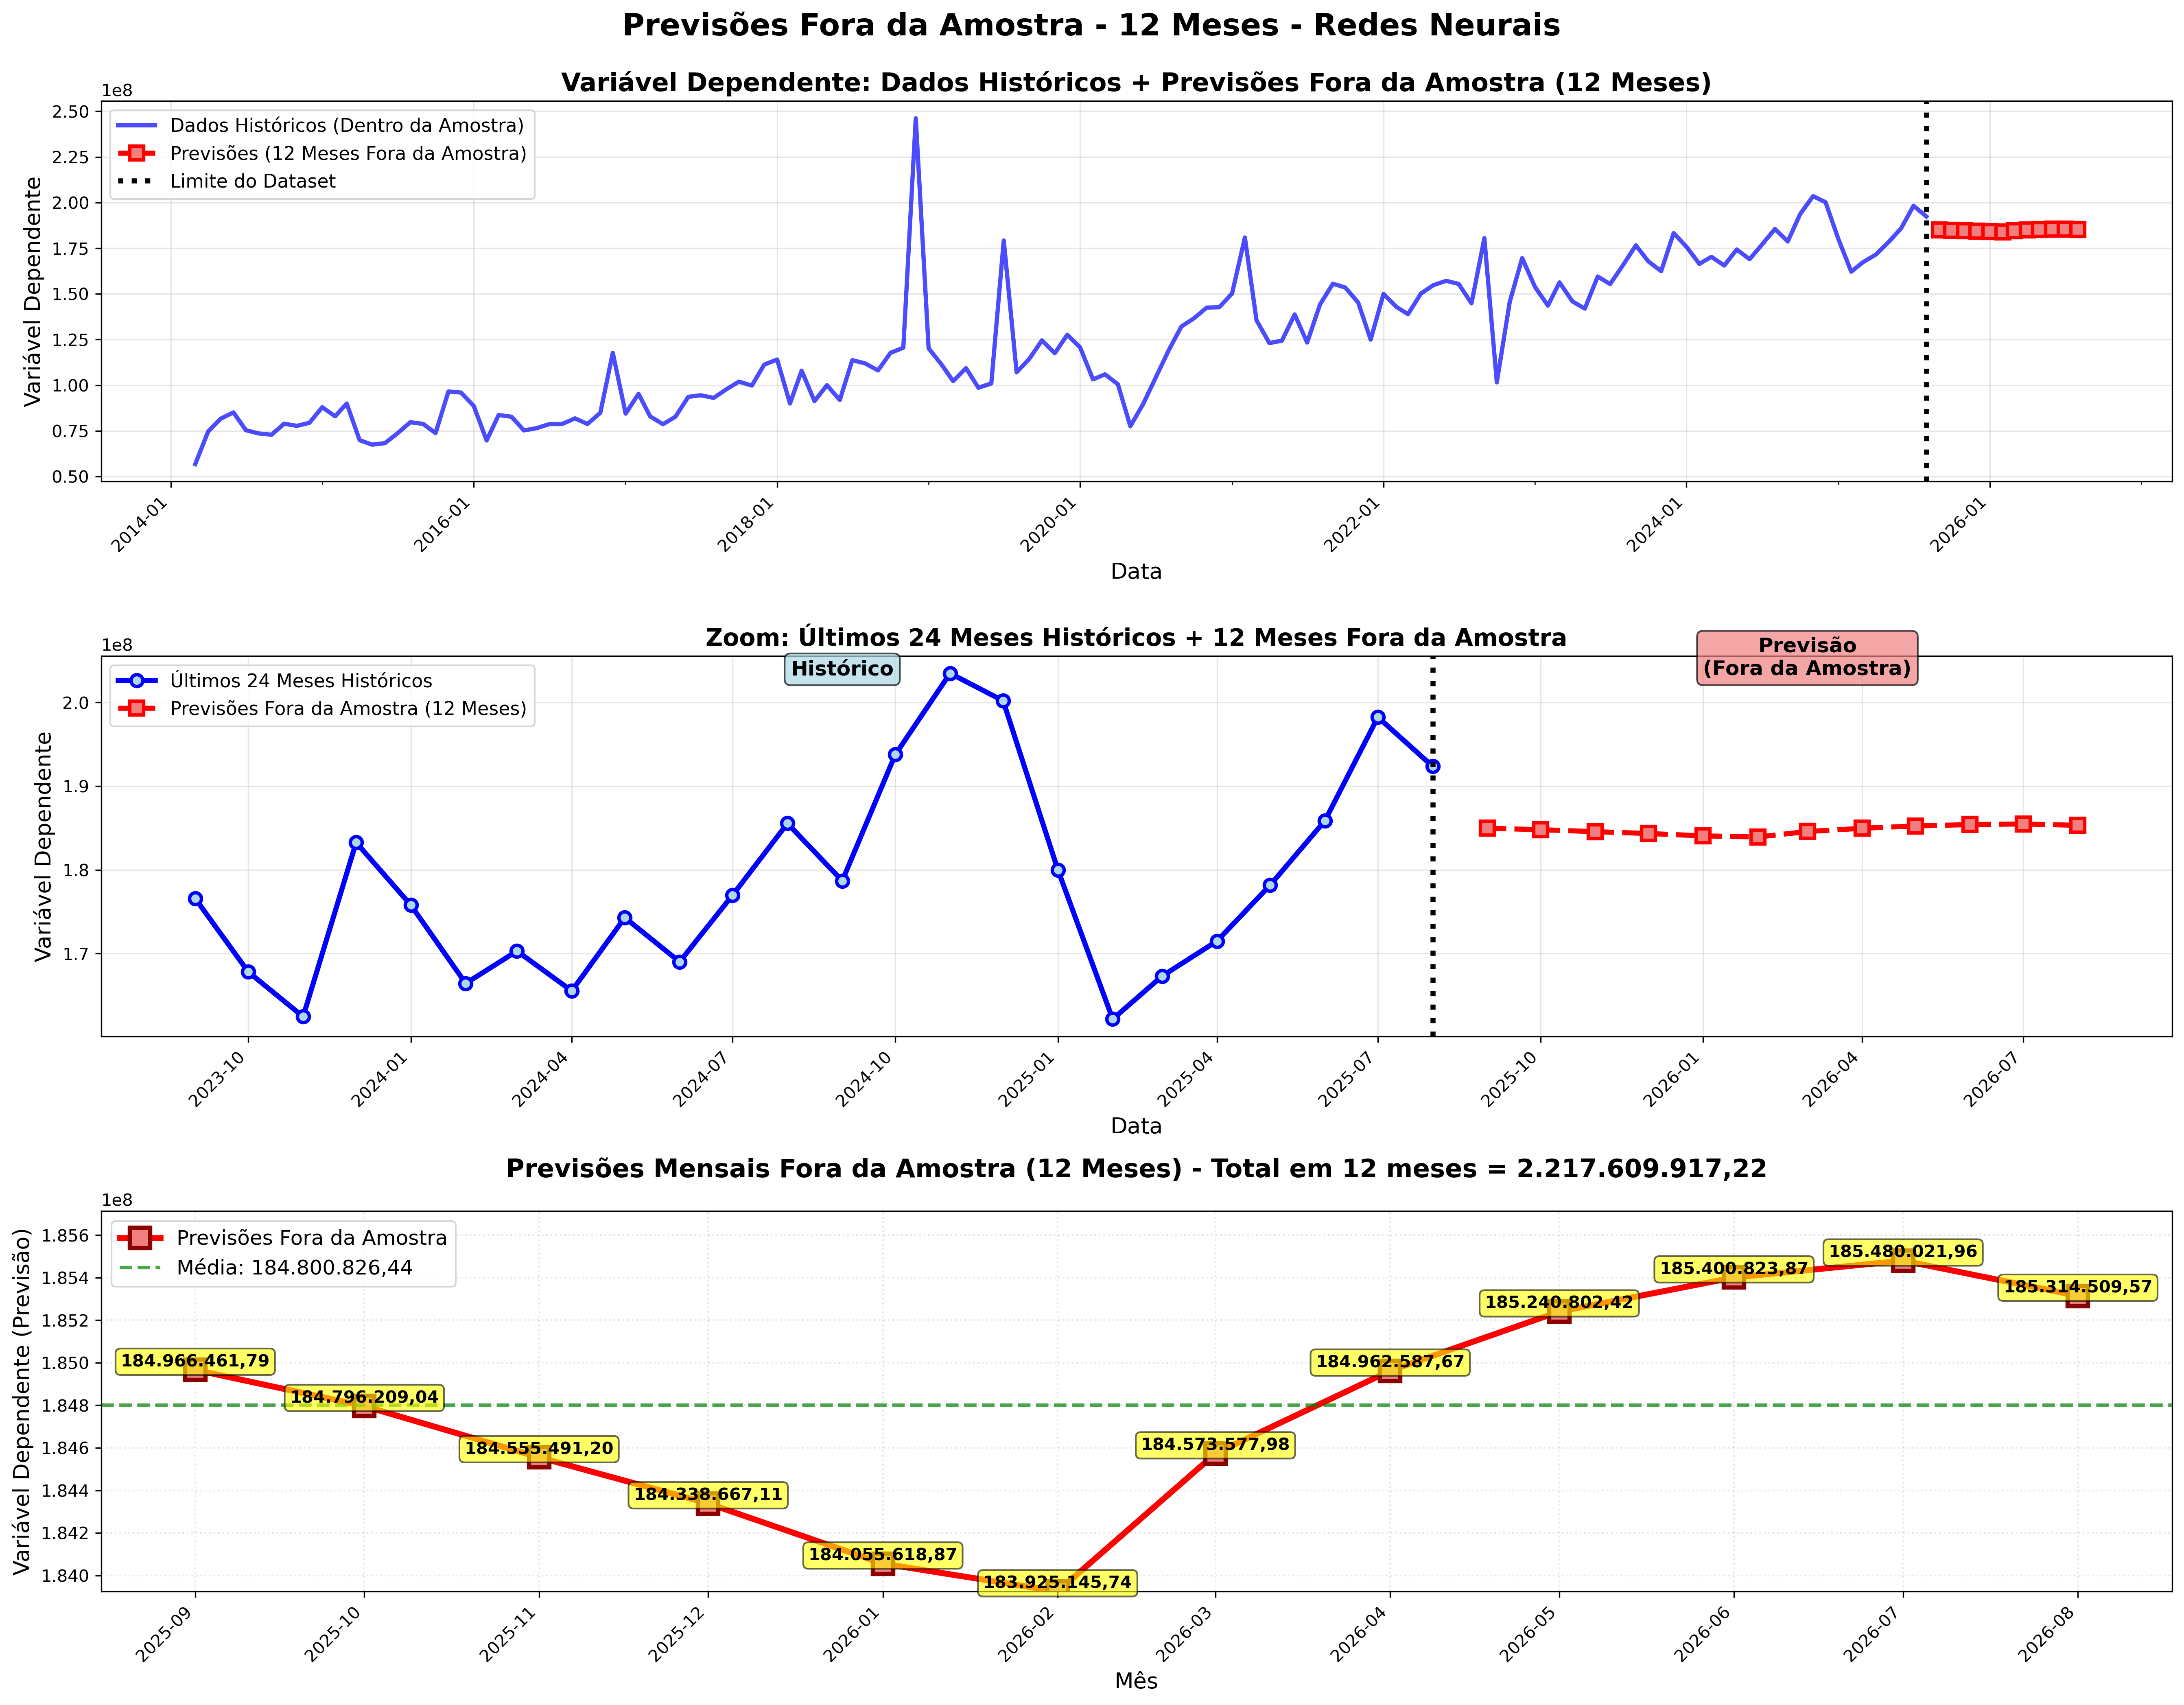 Previsões Fora da Amostra - 12 Meses - Redes Neurais
Variável Dependente: Dados Históricos + Previsões Fora da Amostra (12 Meses)
1e8
Dados Históricos (Dentro da Amostra)
Previsões (12 Meses Fora da Amostra)
Limite do Dataset
Variável Dependente
2.50
2.25
2.00
1.75
1.50
1.25
1.00
0.75
0.50
2014-01
2016-01
2018-01
2020-01
2022-01
2024-01
2026-01
Data
Zoom: Últimos 24 Meses Históricos + 12 Meses Fora da Amostra
1e8
Últimos 24 Meses Históricos
Previsões Fora da Amostra (12 Meses)
Histórico
Previsão
(Fora da Amostra)
Variável Dependente
2.0
1.9
1.8
1.7
2023-10
2024-01
2024-04
2024-07
2024-10
2025-01
2025-04
2025-07
2025-10
2026-01
2026-04
2026-07
Data
Previsões Mensais Fora da Amostra (12 Meses) - Total em 12 meses = 2.217.609.917,22
1e8
Previsões Fora da Amostra
Média: 184.800.826,44
Variável Dependente (Previsão)
1.856
1.854
1.852
1.850
1.848
1.846
1.844
1.842
1.840
184.966.461,79
184.796.209,04
184.555.491,20
184.338.667,11
184.055.618,87
183.925.145,74
184.573.577,98
184.962.587,67
185.240.802,42
185.400.823,87
185.480.021,96
185.314.509,57
2025-09
2025-10
2025-11
2025-12
2026-01
2026-02
2026-03
2026-04
2026-05
2026-06
2026-07
2026-08
Mês